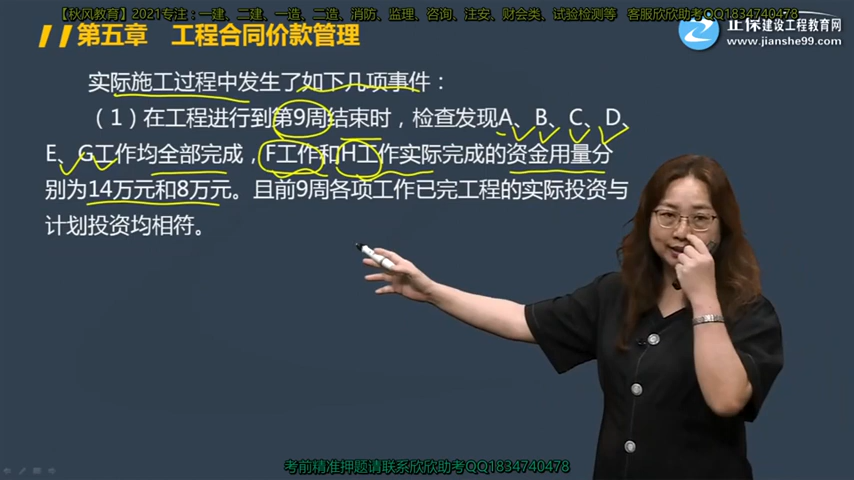 【秋风教育】2021专注：一建、二建、一造、二造、消防、监理、咨询、注安、财会类、试验检测等 客服欣欣助考QQ1834740478
第五章 工程合同价款管理
正保建设工程教育网
www.jianshe99.com
实际施工过程中发生了如下几项事件：
（1）在工程进行到第9周结束时，检查发现A、B、C、D、
E、G工作均全部完成，F工作和H工作实际完成的资金用量分
别为14万元和8万元。且前9周各项工作已完工程的实际投资与
计划投资均相符。
考前精准押题请联系欣欣助考QQ1834740478